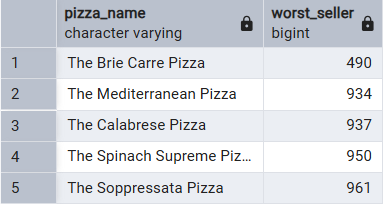 pizza_name worst_seller
character varying bigint
1 The Brie Carre Pizza 490
2 The Mediterranean Pizza 934
3 The Calabrese Pizza 937
4 The Spinach Supreme Piz... 950
5 The Soppressata Pizza 961